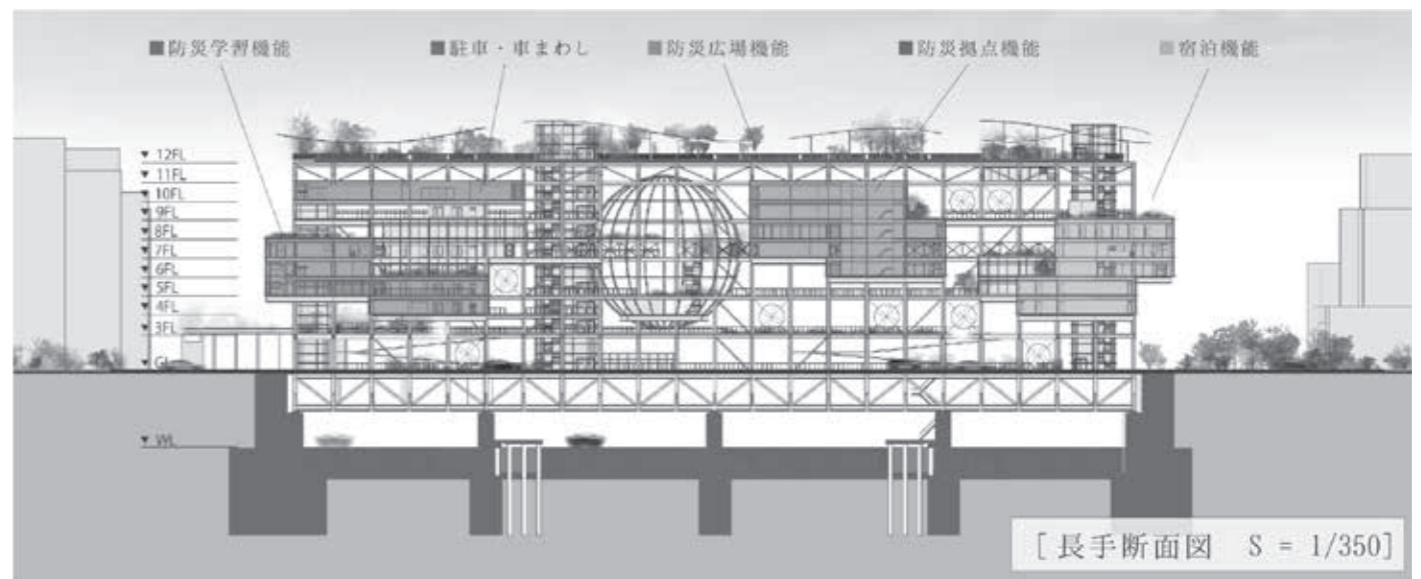 ■防災学習機能
■駐車・車まわし
■防災広場機能
■防災拠点機能
■宿泊機能
▼ 12FL
▼ 11FL
▼ 10FL
▼ 9FL
▼ 8FL
▼ 7FL
▼ 6FL
▼ 5FL
▼ 4FL
▼ 3FL
▼ GL
▼ WL
[長手断面図 S = 1/350]